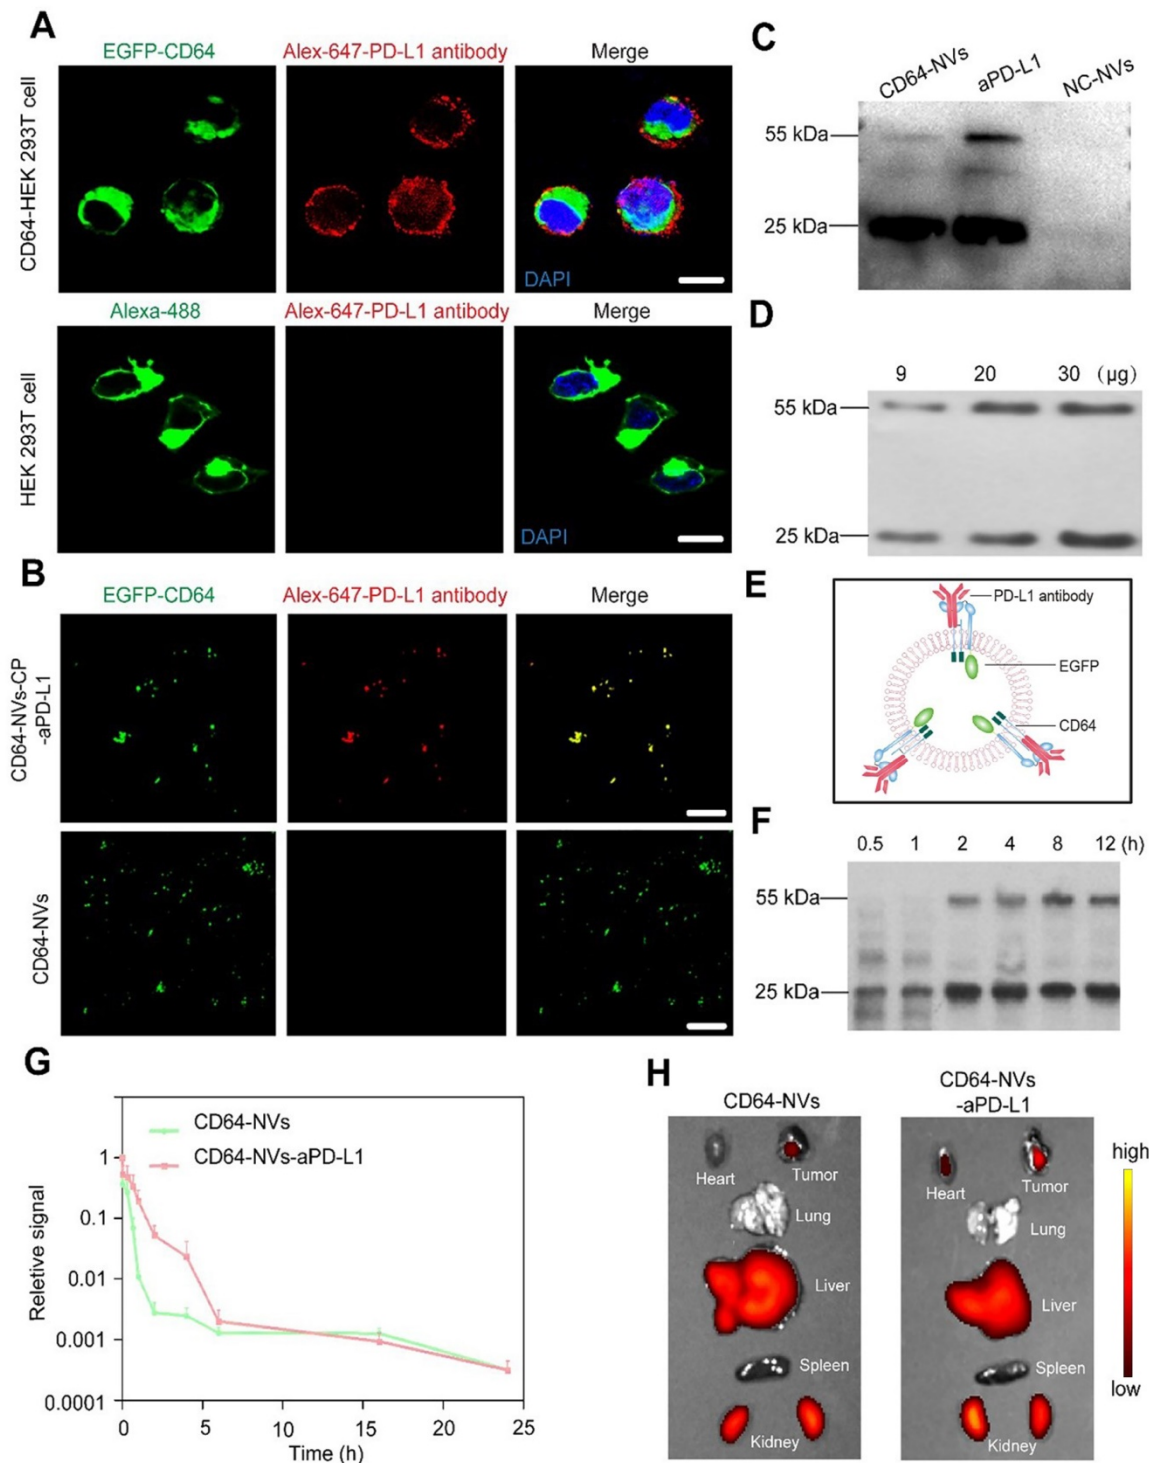 A
EGFP-CD64
Alex-647-PD-L1 antibody
Merge
CD64-HEK 293T cell
DAPI
Alexa-488
Alex-647-PD-L1 antibody
Merge
HEK 293T cell
DAPI
B
EGFP-CD64
Alex-647-PD-L1 antibody
Merge
CD64-NVs-CP
-aPD-L1
CD64-NVs
C
CD64-NVs
aPD-L1
NC-NVs
55 kDa
25 kDa
D
9 20 30 (μg)
55 kDa
25 kDa
E
PD-L1 antibody
EGFP
CD64
F
0.5 1 2 4 8 12 (h)
55 kDa
25 kDa
G
CD64-NVs
CD64-NVs-aPD-L1
Reletive signal
1
0.1
0.01
0.001
0.0001
0 5 10 15 20 25
Time (h)
H
CD64-NVs
Heart
Tumor
Lung
Liver
Spleen
Kidney
CD64-NVs
-aPD-L1
Heart
Tumor
Lung
Liver
Spleen
Kidney
high
low